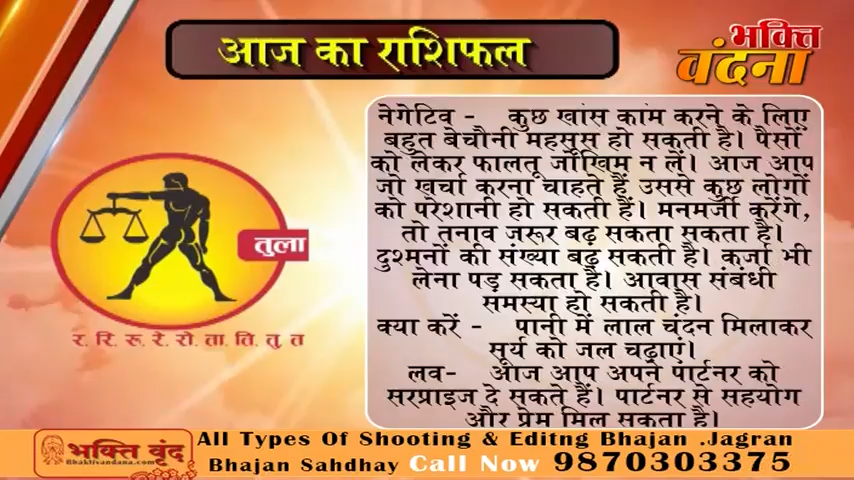 आज का राशिफल
भक्ति
वंदना
नेगेटिव - कुछ खास काम करने के लिए
बहुत बेचौनी महसूस हो सकती है। पैसों
को लेकर फालतू जोखिम न लें। आज आप
जो खर्चा करना चाहते हैं उससे कुछ लोगों
को परेशानी हो सकती हैं। मनमर्जी करेंगे,
तो तनाव जरूर बढ़ सकता सकता है।
दुश्मनों की संख्या बढ़ सकती है। कर्जा भी
लेना पड़ सकता है। आवास संबंधी
समस्या हो सकती है।
क्या करें - पानी में लाल चंदन मिलाकर
सूर्य को जल चढ़ाएं।
लव- आज आप अपने पार्टनर को
सरप्राइज दे सकते हैं। पार्टनर से सहयोग
और प्रेम मिल सकता है।
तुला
र. रि. रू. रे. रो. ता. ति. तु. त
भक्ति वृंद
Bhaktivandana.com
All Types Of Shooting & Editng Bhajan .Jagran
Bhajan Sahdhay Call Now 9870303375